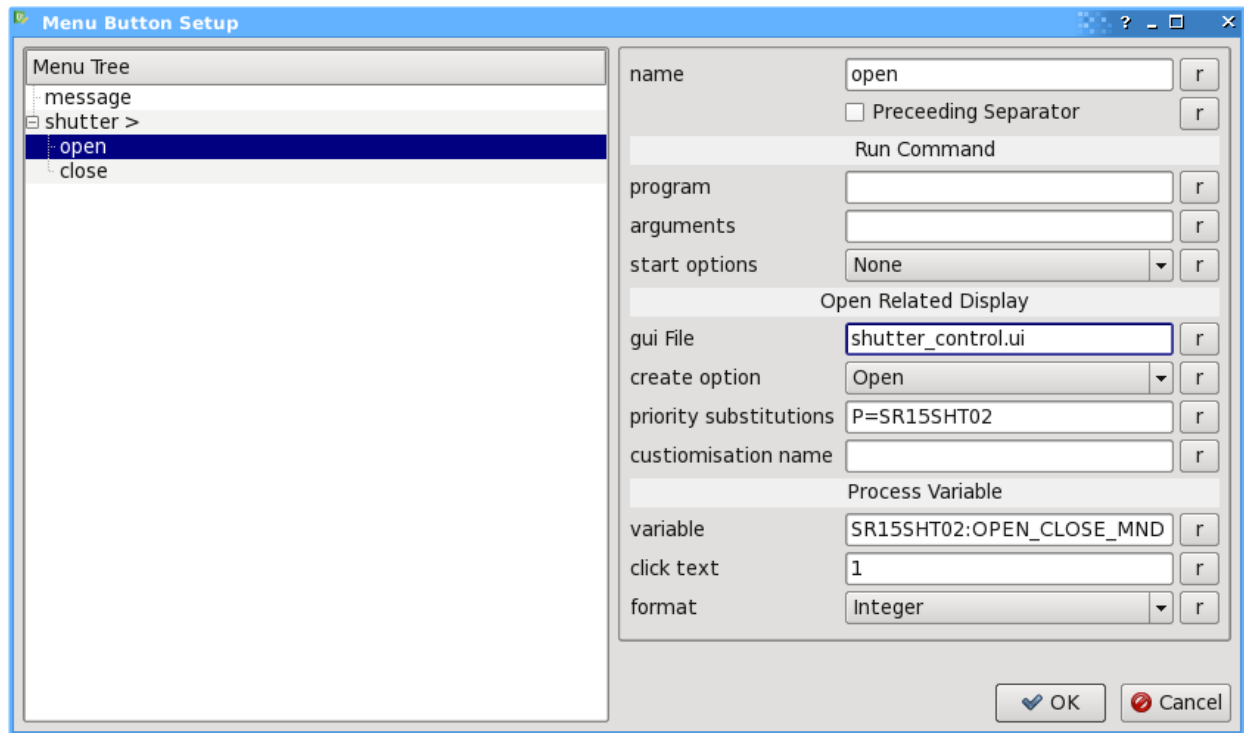 Menu Button Setup
?
Menu Tree
message
shutter >
open
close
name open r
Preceeding Separator r
Run Command
program r
arguments r
start options None r
Open Related Display
gui File shutter_control.ui r
create option Open r
priority substitutions P=SR15SHT02 r
custiomisation name r
Process Variable
variable SR15SHT02:OPEN_CLOSE_MND r
click text 1 r
format Integer r
OK Cancel